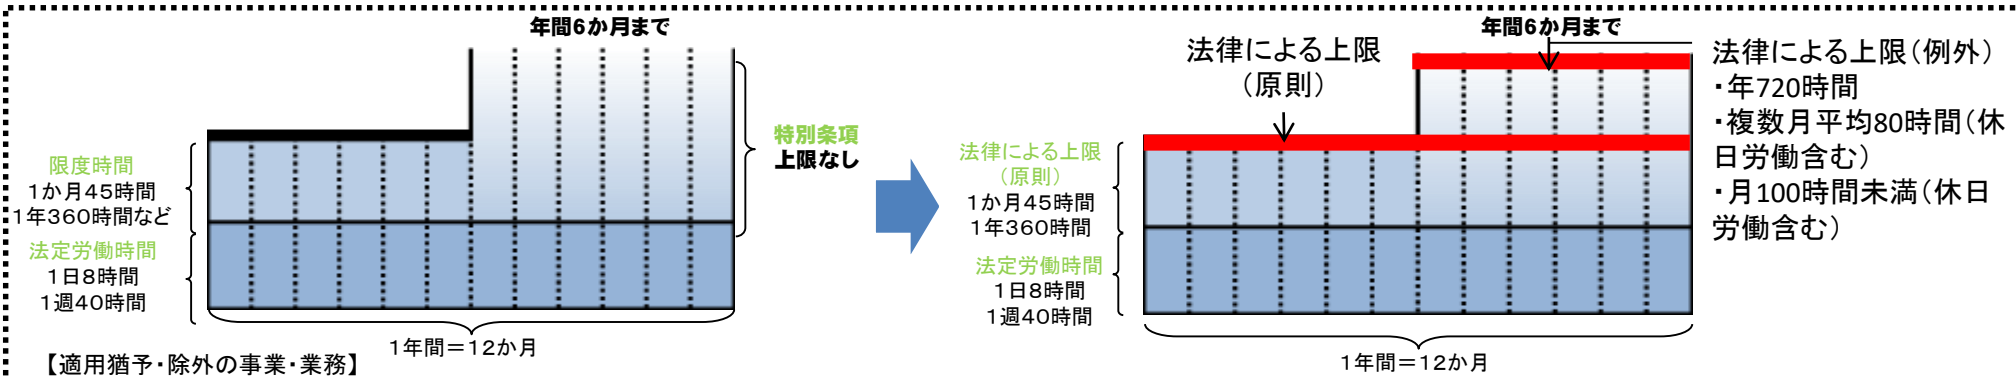 年間6か月まで
限度時間
1か月45時間
1年360時間など
法定労働時間
1日8時間
1週40時間
特別条項
上限なし
1年間＝12か月
【適用猶予・除外の事業・業務】
年間6か月まで
法律による上限
（原則）
法律による上限
（原則）
1か月45時間
1年360時間
法定労働時間
1日8時間
1週40時間
1年間＝12か月
法律による上限（例外）
・年720時間
・複数月平均80時間（休
日労働含む）
・月100時間未満（休日
労働含む）